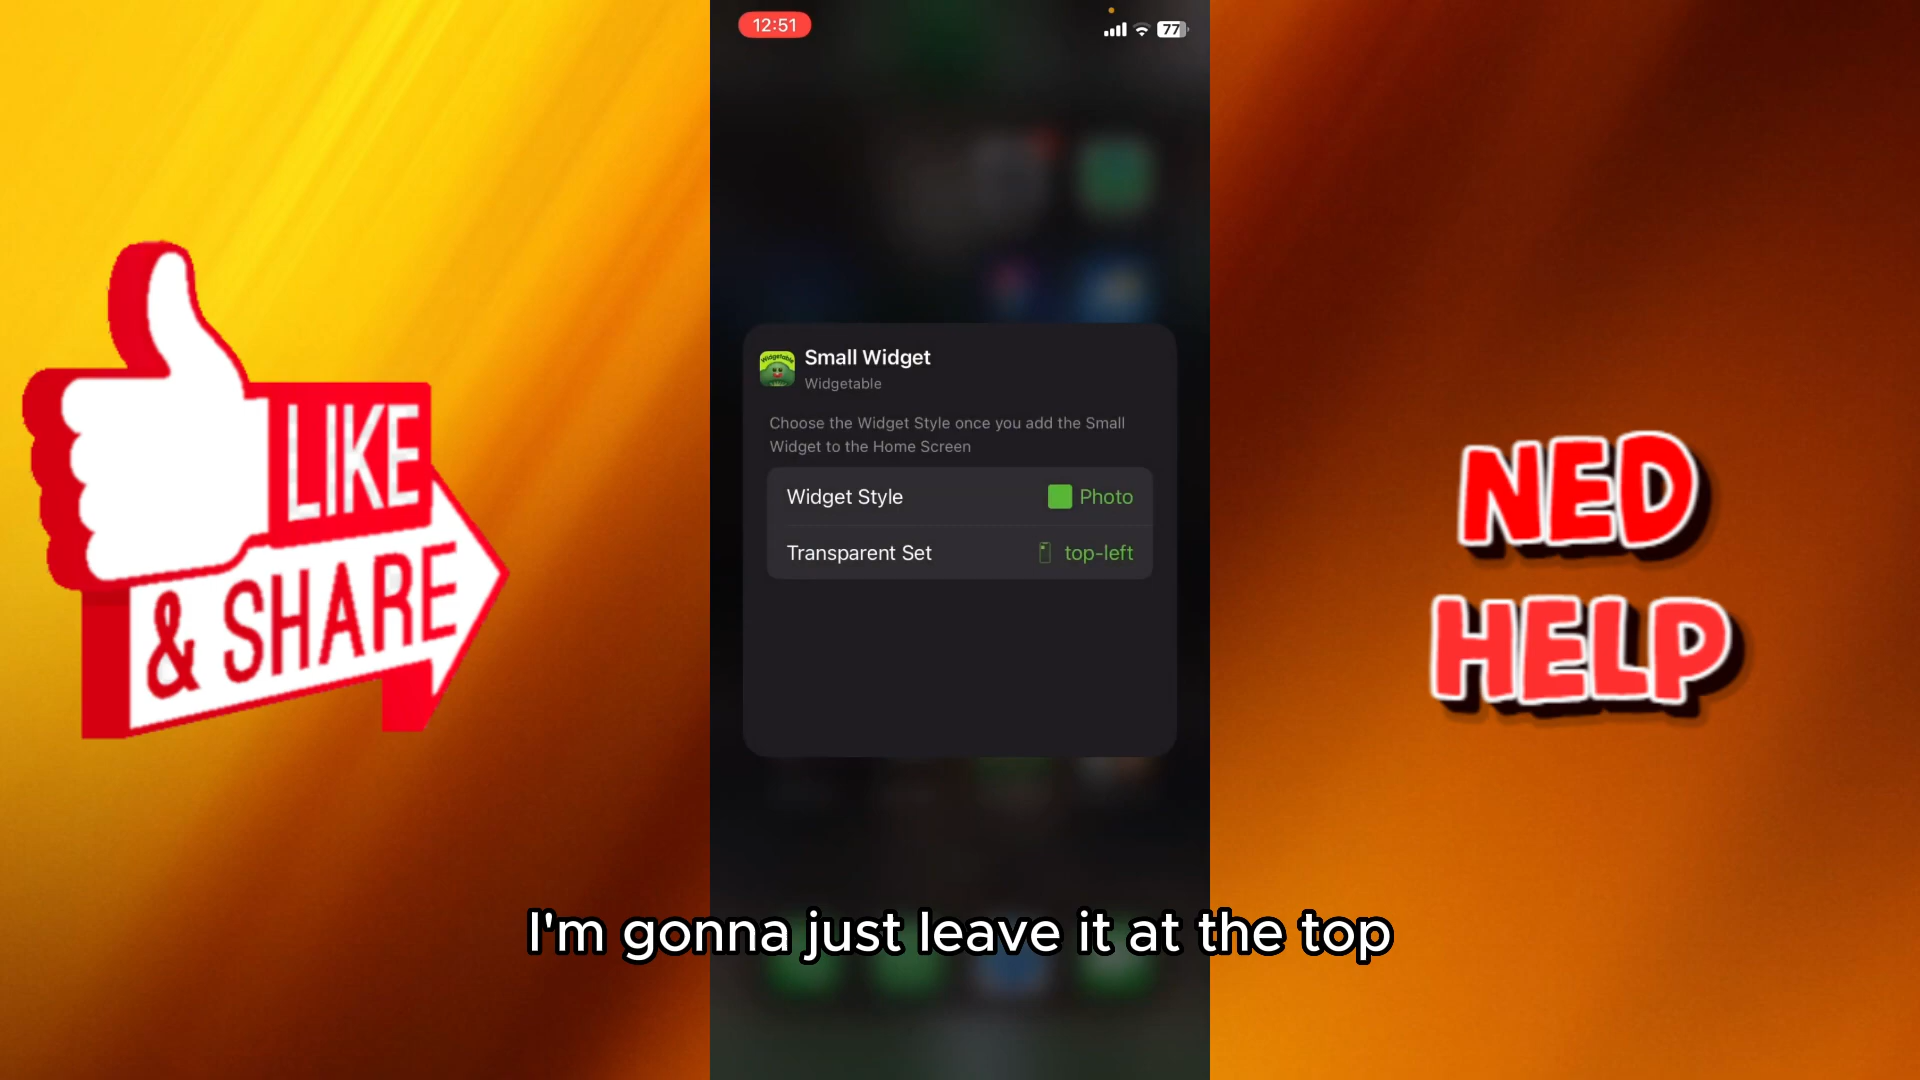 12:51
77
LIKE
& SHARE
Widgetable
Small Widget
Widgetable
Choose the Widget Style once you add the Small
Widget to the Home Screen
Widget Style Photo
Transparent Set top-left
NED
HELP
I'm gonna just leave it at the top